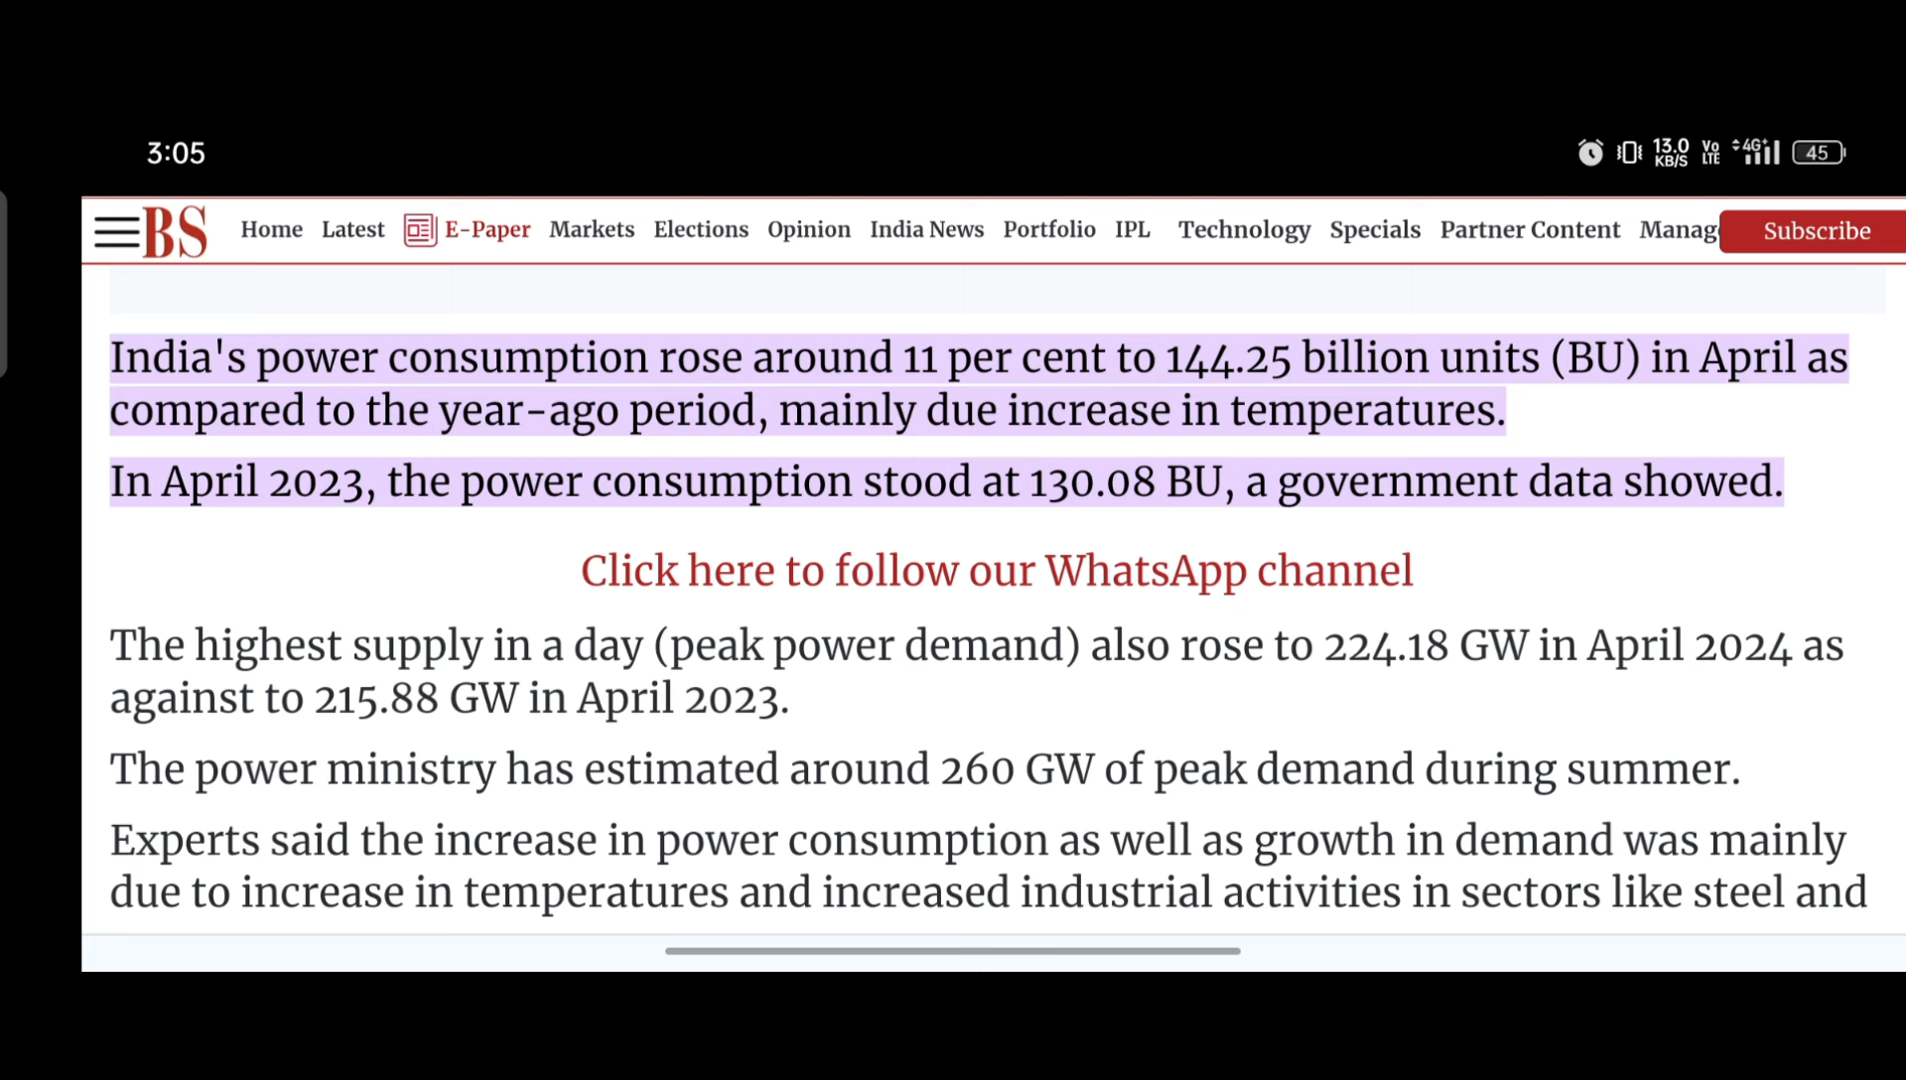 3:05
13.0 KB/S Vo LTE 4G+ 45
BS Home Latest E-Paper Markets Elections Opinion India News Portfolio IPL Technology Specials Partner Content Manag Subscribe
India's power consumption rose around 11 per cent to 144.25 billion units (BU) in April as
compared to the year-ago period, mainly due increase in temperatures.
In April 2023, the power consumption stood at 130.08 BU, a government data showed.
Click here to follow our WhatsApp channel
The highest supply in a day (peak power demand) also rose to 224.18 GW in April 2024 as
against to 215.88 GW in April 2023.
The power ministry has estimated around 260 GW of peak demand during summer.
Experts said the increase in power consumption as well as growth in demand was mainly
due to increase in temperatures and increased industrial activities in sectors like steel and